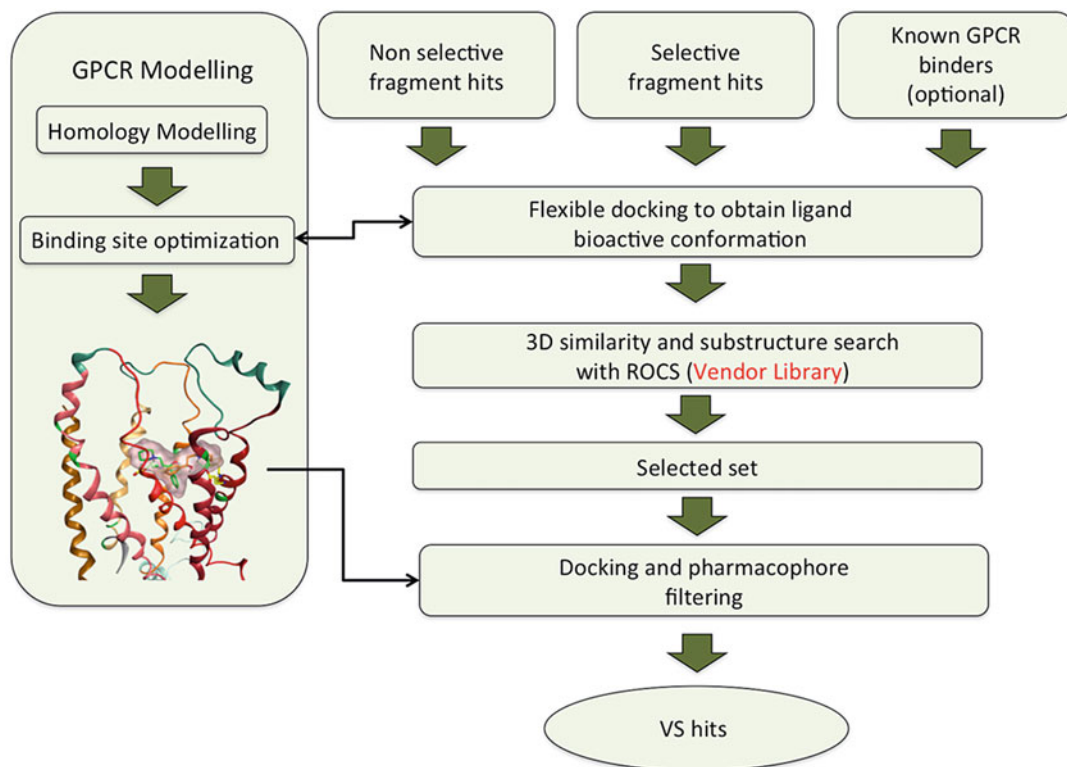 GPCR Modelling
Homology Modelling
Binding site optimization
Non selective
fragment hits
Selective
fragment hits
Known GPCR
binders
(optional)
Flexible docking to obtain ligand
bioactive conformation
3D similarity and substructure search
with ROCS (Vendor Library)
Selected set
Docking and pharmacophore
filtering
VS hits